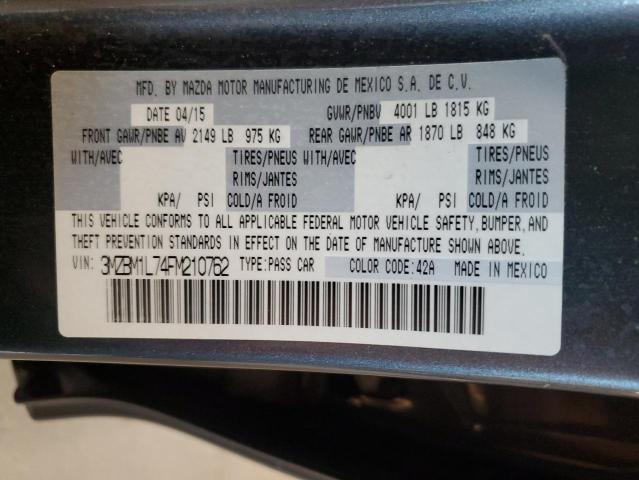 MFD. BY MAZDA MOTOR MANUFACTURING DE MEXICO S.A. DE C.V.
DATE 04/15 GVWR/PNBV 4001 LB 1815 KG
FRONT GAWR/PNBE AV 2149 LB 975 KG REAR GAWR/PNBE AR 1870 LB 848 KG
WITH/AVEC TIRES/PNEUS WITH/AVEC TIRES/PNEUS
RIMS/JANTES RIMS/JANTES
KPA/ PSI COLD/A FROID KPA/ PSI COLD/A FROID
THIS VEHICLE CONFORMS TO ALL APPLICABLE FEDERAL MOTOR VEHICLE SAFETY, BUMPER, AND
THEFT PREVENTION STANDARDS IN EFFECT ON THE DATE OF MANUFACTURE SHOWN ABOVE.
VIN: 3MZBM1L74FM210762 TYPE:PASS CAR COLOR CODE:42A MADE IN MEXICO